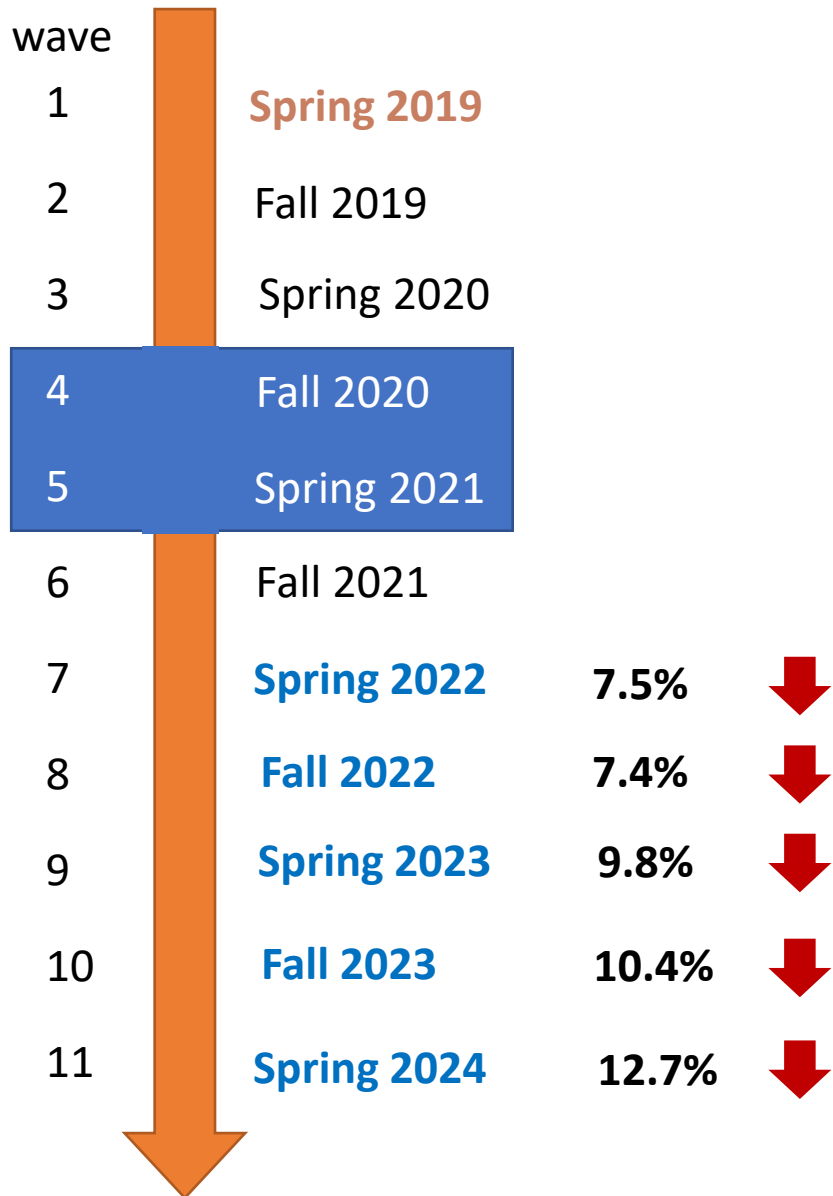 wave
1 Spring 2019
2 Fall 2019
3 Spring 2020
4 Fall 2020
5 Spring 2021
6 Fall 2021
7 Spring 2022 7.5%
8 Fall 2022 7.4%
9 Spring 2023 9.8%
10 Fall 2023 10.4%
11 Spring 2024 12.7%